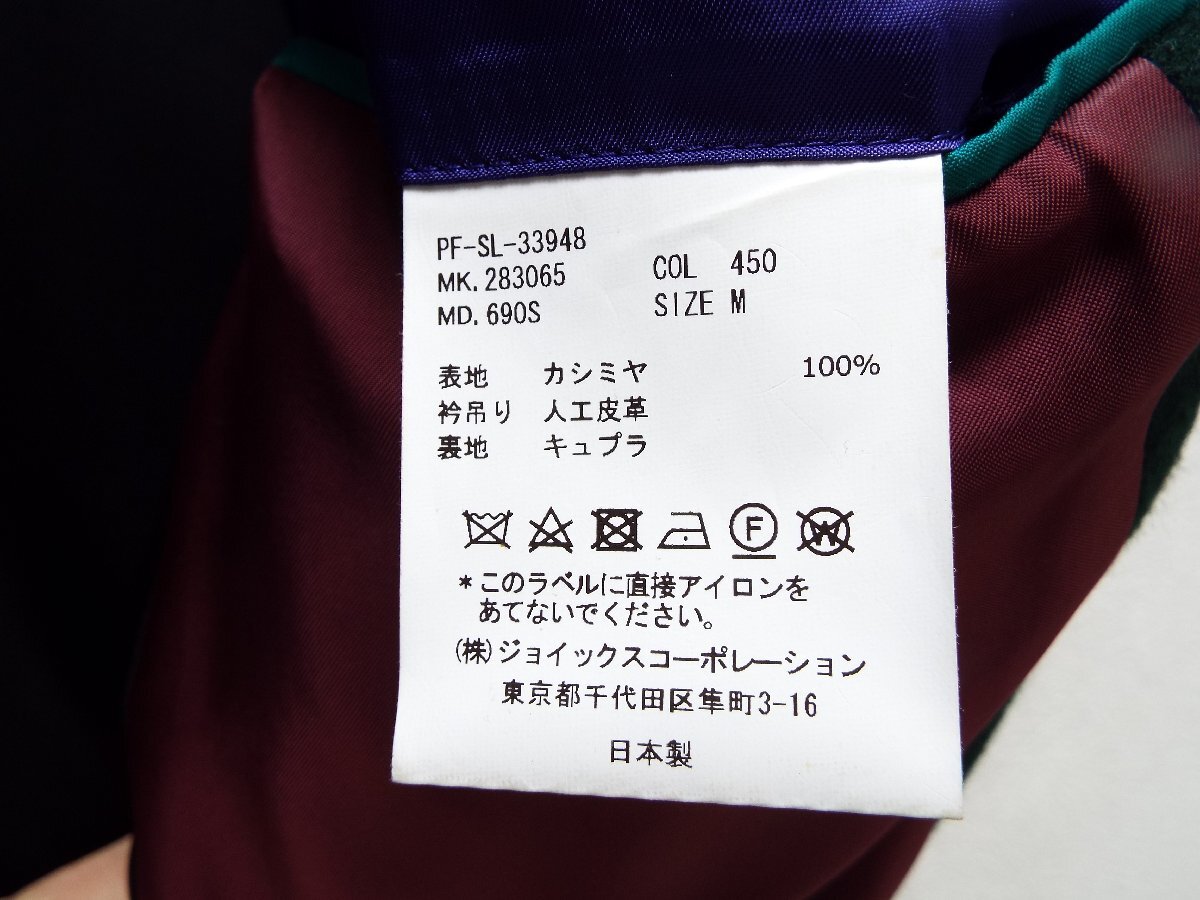 PF-SL-33948
MK.283065 COL 450
MD.690S SIZE M
表地 カシミヤ 100%
衿吊り 人工皮革
裏地 キュプラ
F W
*このラベルに直接アイロンを
あてないでください。
(株)ジョイックスコーポレーション
東京都千代田区隼町3-16
日本製